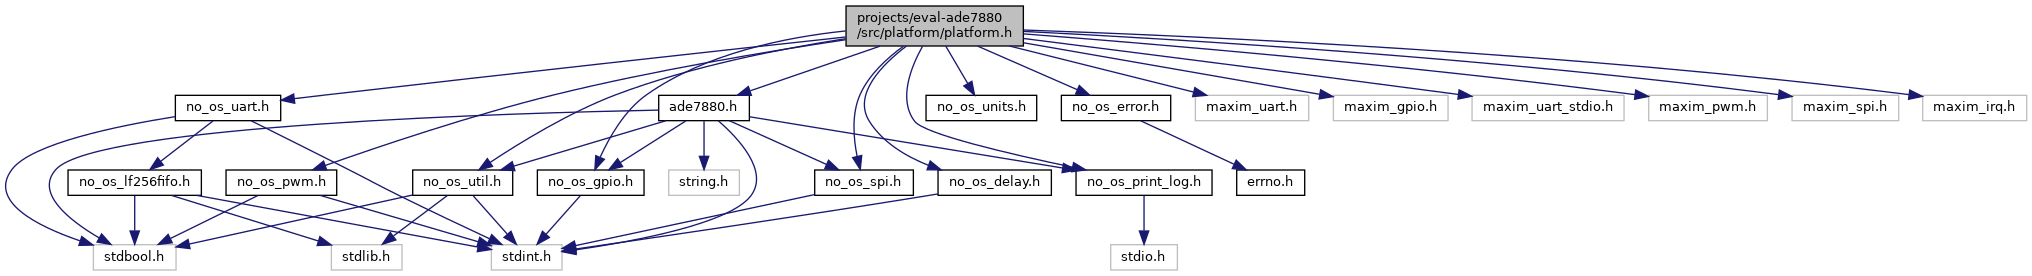 projects/eval-ade7880
/src/platform/platform.h
no_os_uart.h
ade7880.h
no_os_units.h
no_os_error.h
maxim_uart.h
maxim_gpio.h
maxim_uart_stdio.h
maxim_pwm.h
maxim_spi.h
maxim_irq.h
no_os_lf256fifo.h
no_os_pwm.h
no_os_util.h
no_os_gpio.h
string.h
no_os_spi.h
no_os_delay.h
no_os_print_log.h
errno.h
stdbool.h
stdlib.h
stdint.h
stdio.h